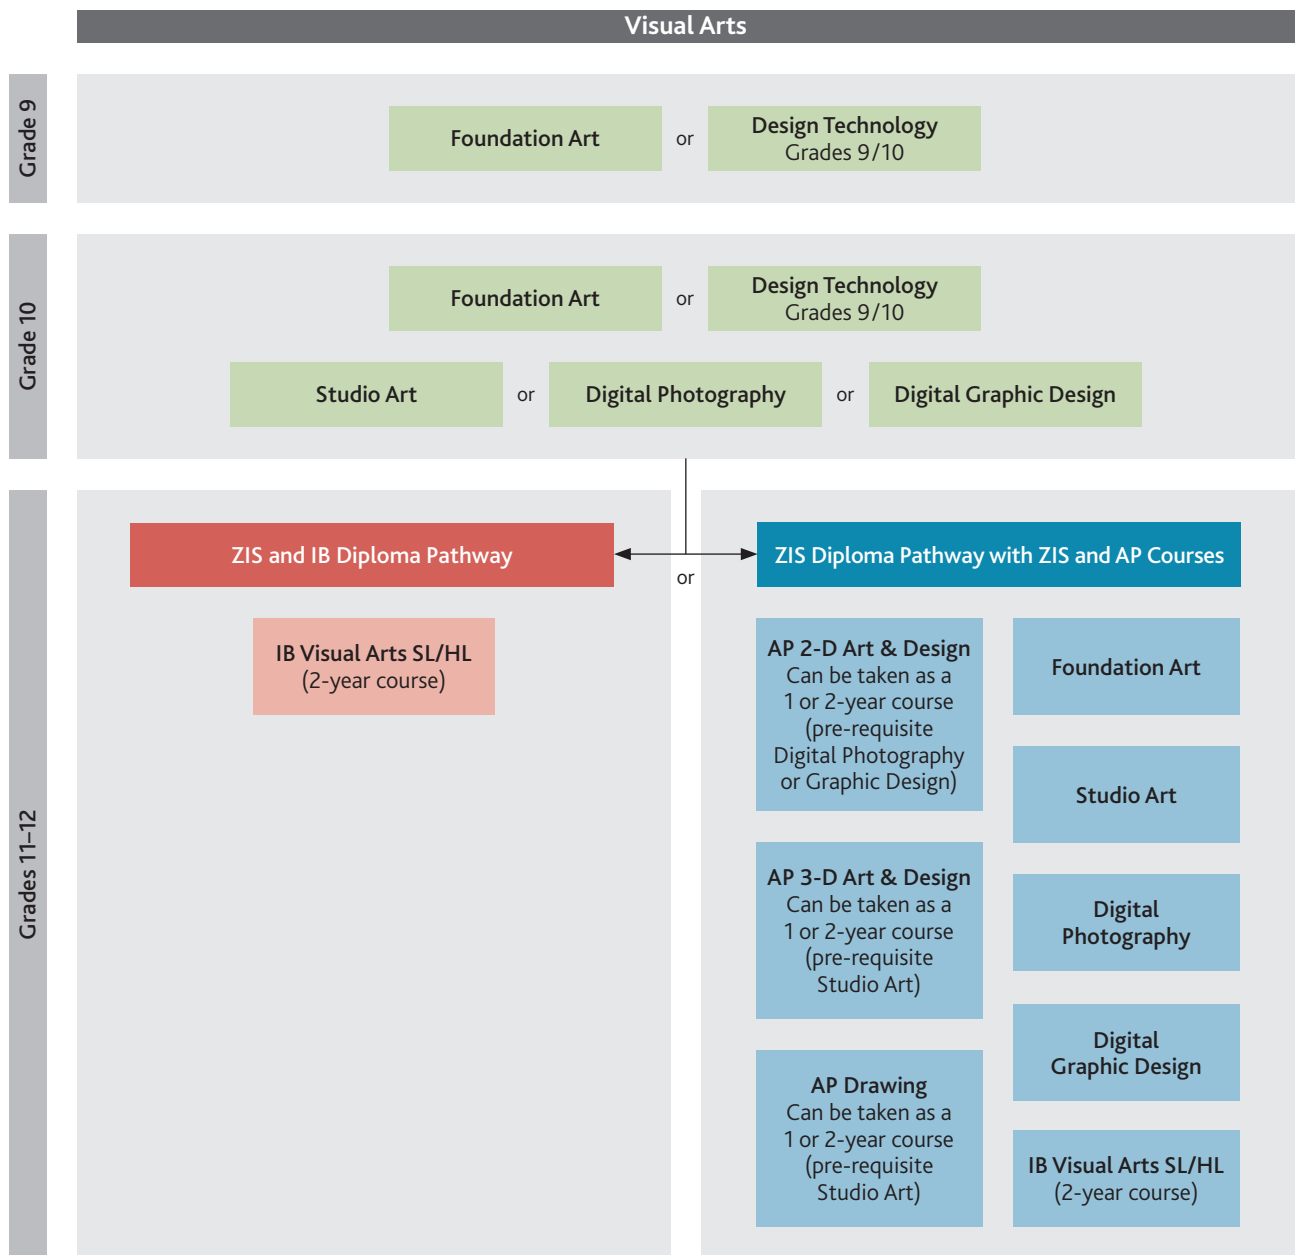 Visual Arts
Grade 9
Foundation Art
or
Design Technology
Grades 9/10
Grade 10
Foundation Art
or
Design Technology
Grades 9/10
Studio Art
or
Digital Photography
or
Digital Graphic Design
Grades 11–12
ZIS and IB Diploma Pathway
or
ZIS Diploma Pathway with ZIS and AP Courses
IB Visual Arts SL/HL
(2-year course)
AP 2-D Art & Design
Can be taken as a
1 or 2-year course
(pre-requisite
Digital Photography
or Graphic Design)
AP 3-D Art & Design
Can be taken as a
1 or 2-year course
(pre-requisite
Studio Art)
AP Drawing
Can be taken as a
1 or 2-year course
(pre-requisite
Studio Art)
Foundation Art
Studio Art
Digital
Photography
Digital
Graphic Design
IB Visual Arts SL/HL
(2-year course)